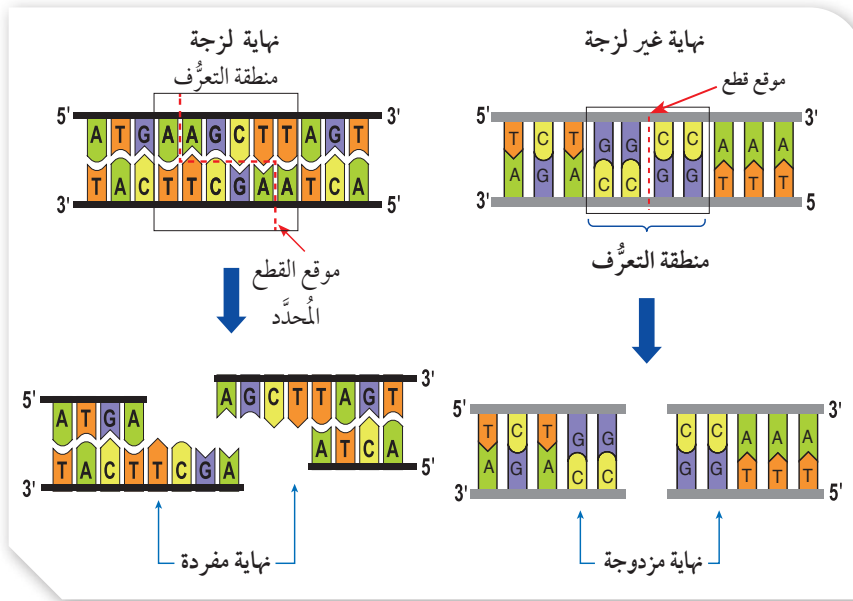 نهاية غير لزجة
موقع قطع
5' 3'
T C T G G C C A A A
A G A C C G G T T T
3' 5
منطقة التعرُّف
5' 3'
T C T G G C C A A A
A G A C C G G T T T
3' 5'
نهاية مزدوجة
نهاية لزجة
منطقة التعرُّف
5' 3'
A T G A A G C T T A G T
T A C T T C G A A T C A
3' 5'
موقع القطع
المُحدَّد
5' 3'
A T G A A G C T T A G T
T A C T T C G A A T C A
3' 5'
نهاية مفردة